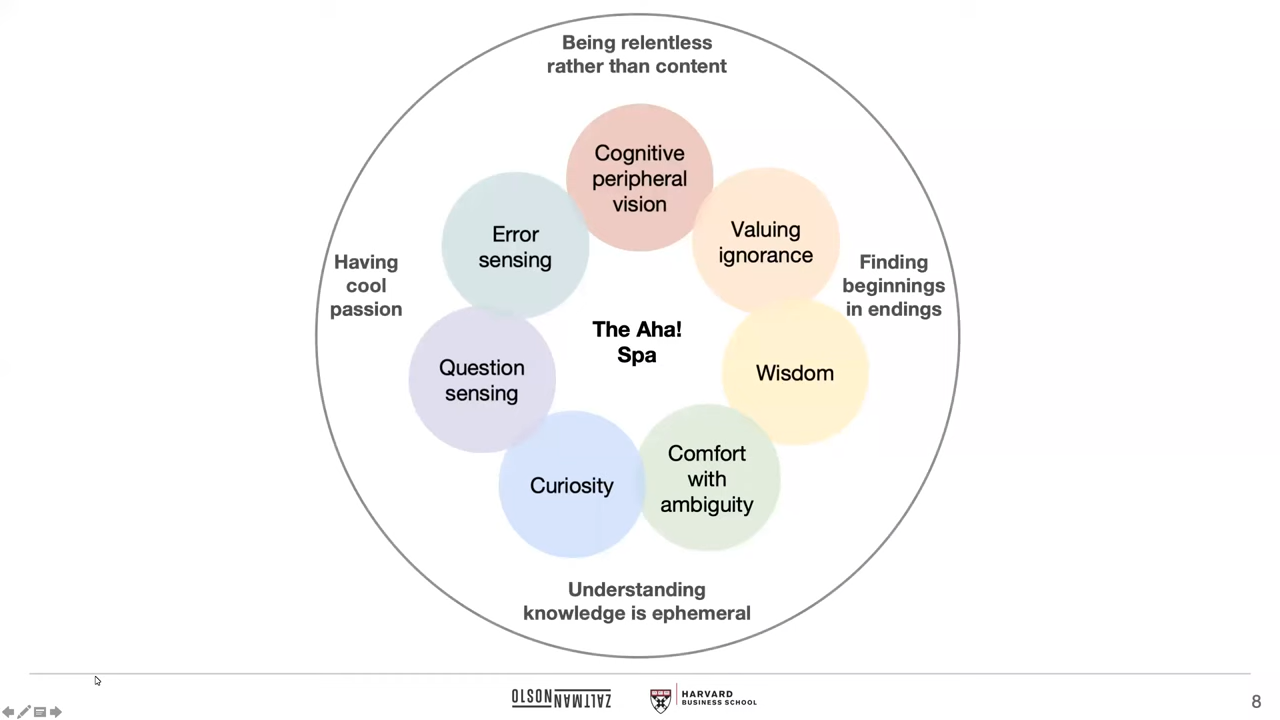 Being relentless
rather than content
Cognitive
peripheral
vision
Valuing
ignorance
Error
sensing
Having
cool
passion
Finding
beginnings
in endings
The Aha!
Spa
Question
sensing
Wisdom
Comfort
with
ambiguity
Curiosity
Understanding
knowledge is ephemeral
OLSON ZALTMAN
HARVARD
BUSINESS SCHOOL
8